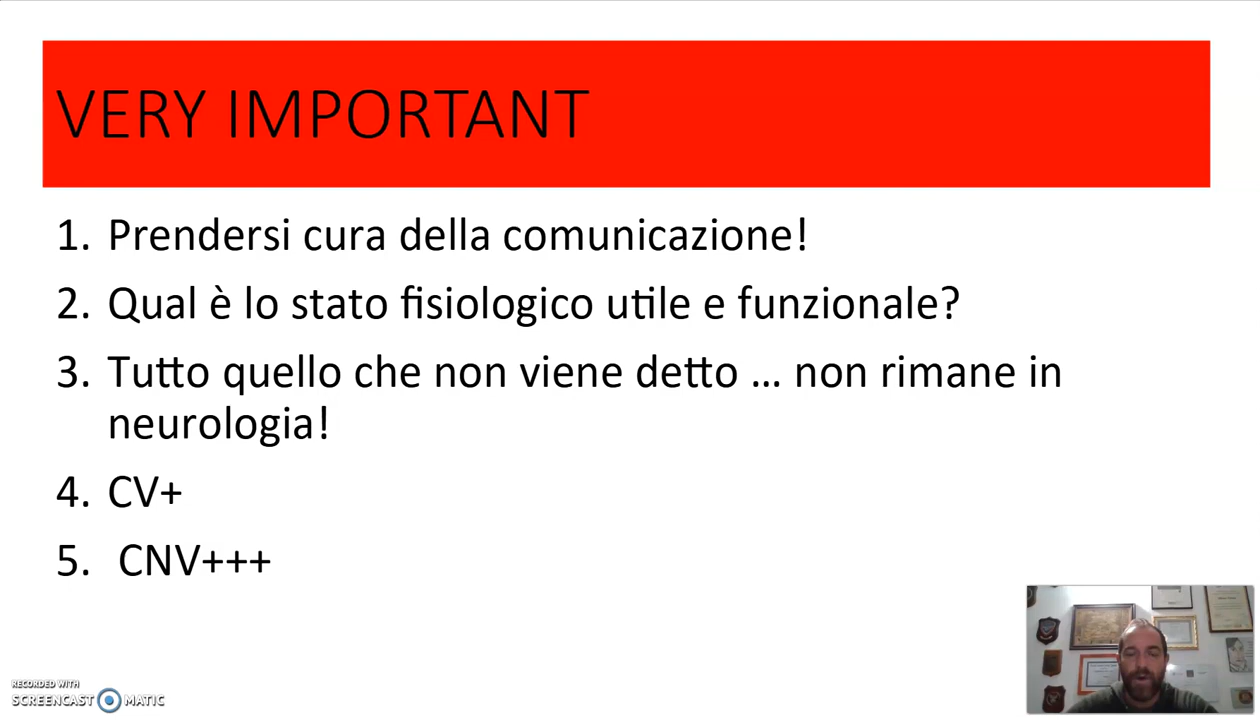 VERY IMPORTANT
1. Prendersi cura della comunicazione!
2. Qual è lo stato fisiologico utile e funzionale?
3. Tutto quello che non viene detto … non rimane in
neurologia!
4. CV+
5. CNV+++
RECORDED WITH
SCREENCAST MATIC